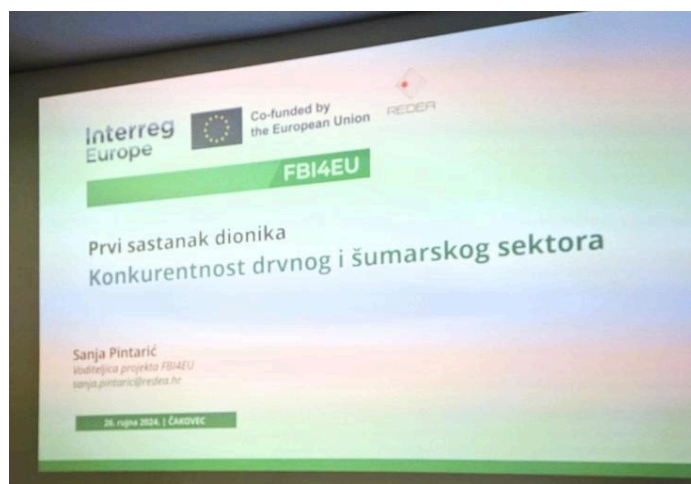 Interreg
Europe
Co-funded by
the European Union
REDEA
FBI4EU
Prvi sastanak dionika
Konkurentnost drvnog i šumarskog sektora
Sanja Pintarić
Voditeljica projekta FBI4EU
sanja.pintaric@redea.hr
26. rujna 2024. | ČAKOVEC